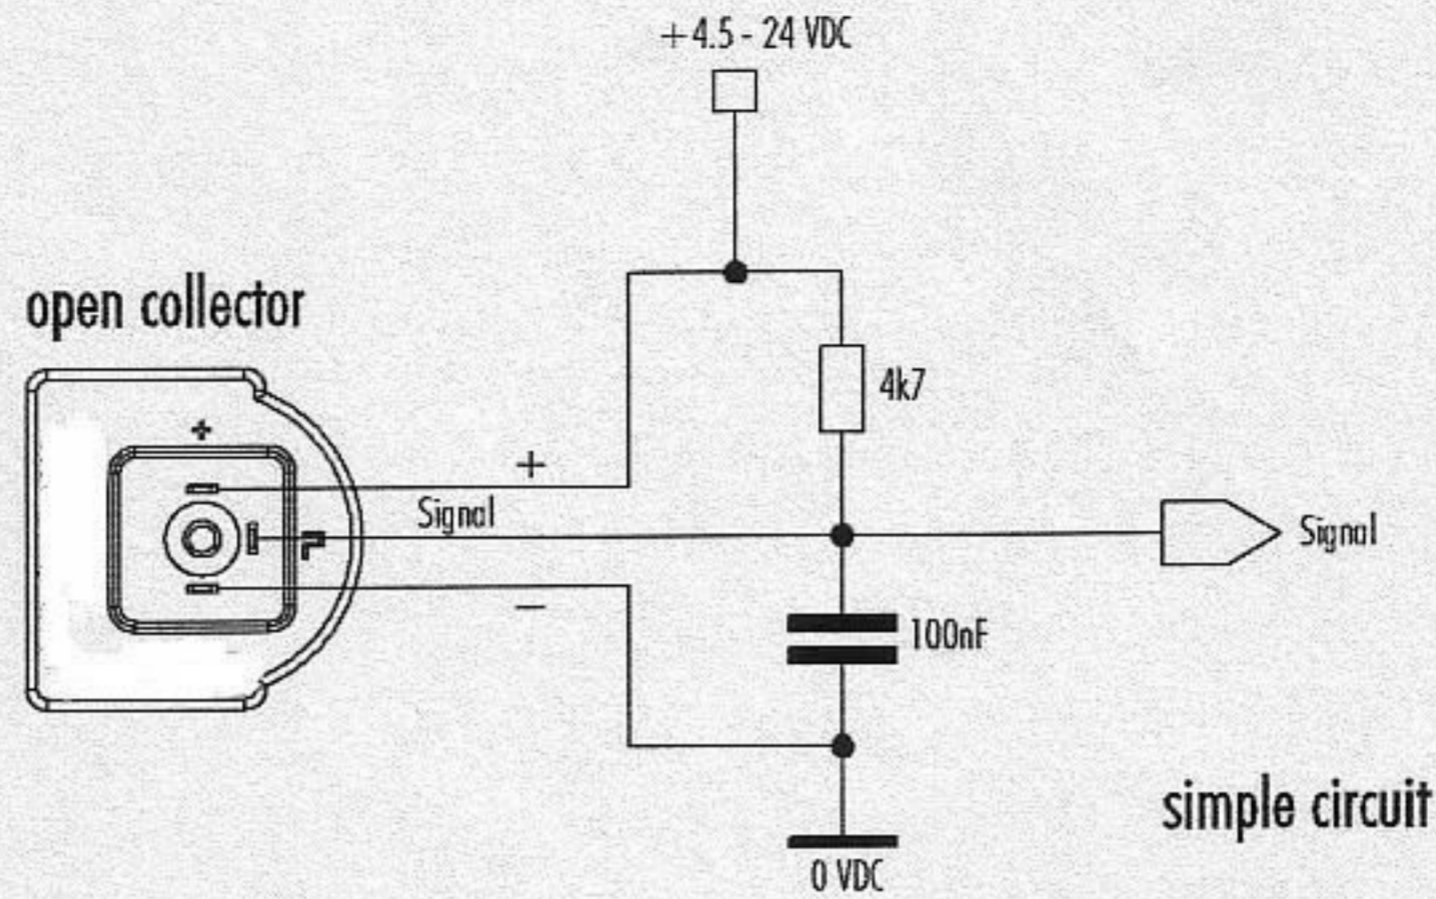 +4.5 - 24 VDC
open collector
4k7
+
+
Signal
Signal
−
100nF
simple circuit
0 VDC